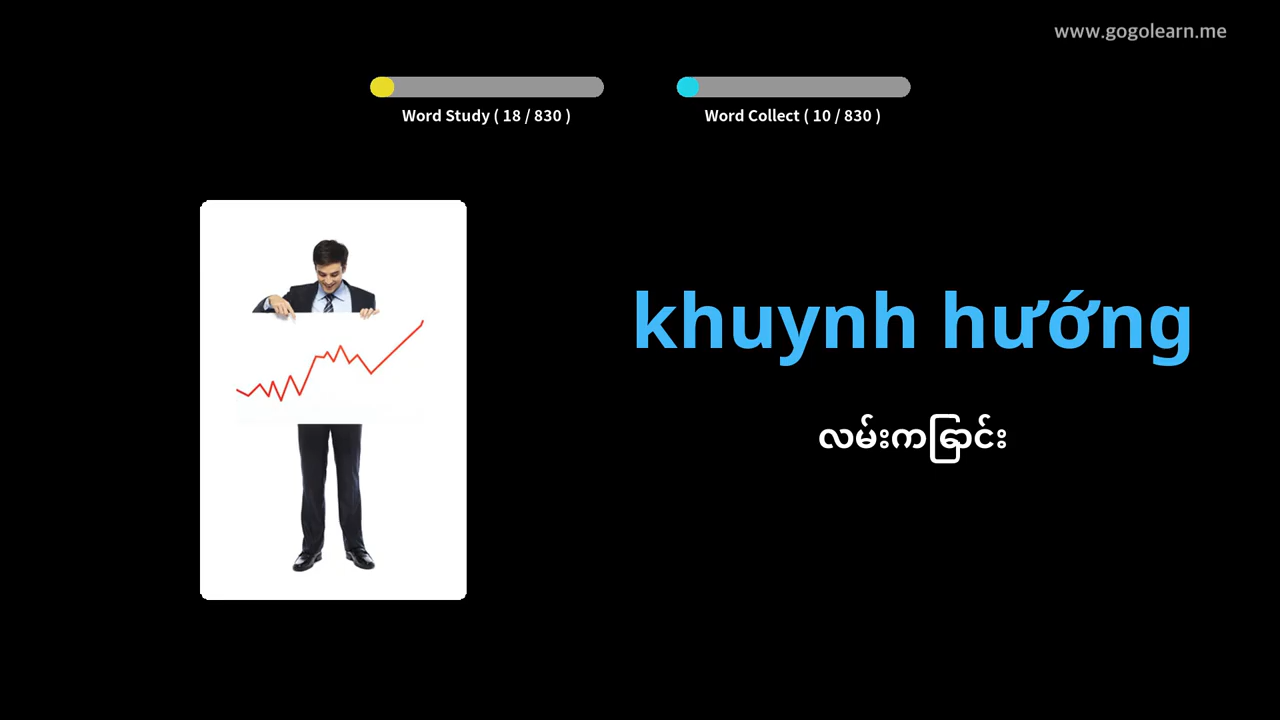 www.gogolearn.me
Word Study ( 18 / 830 )
Word Collect ( 10 / 830 )
khuynh hướng
လမ်းကြောင်း